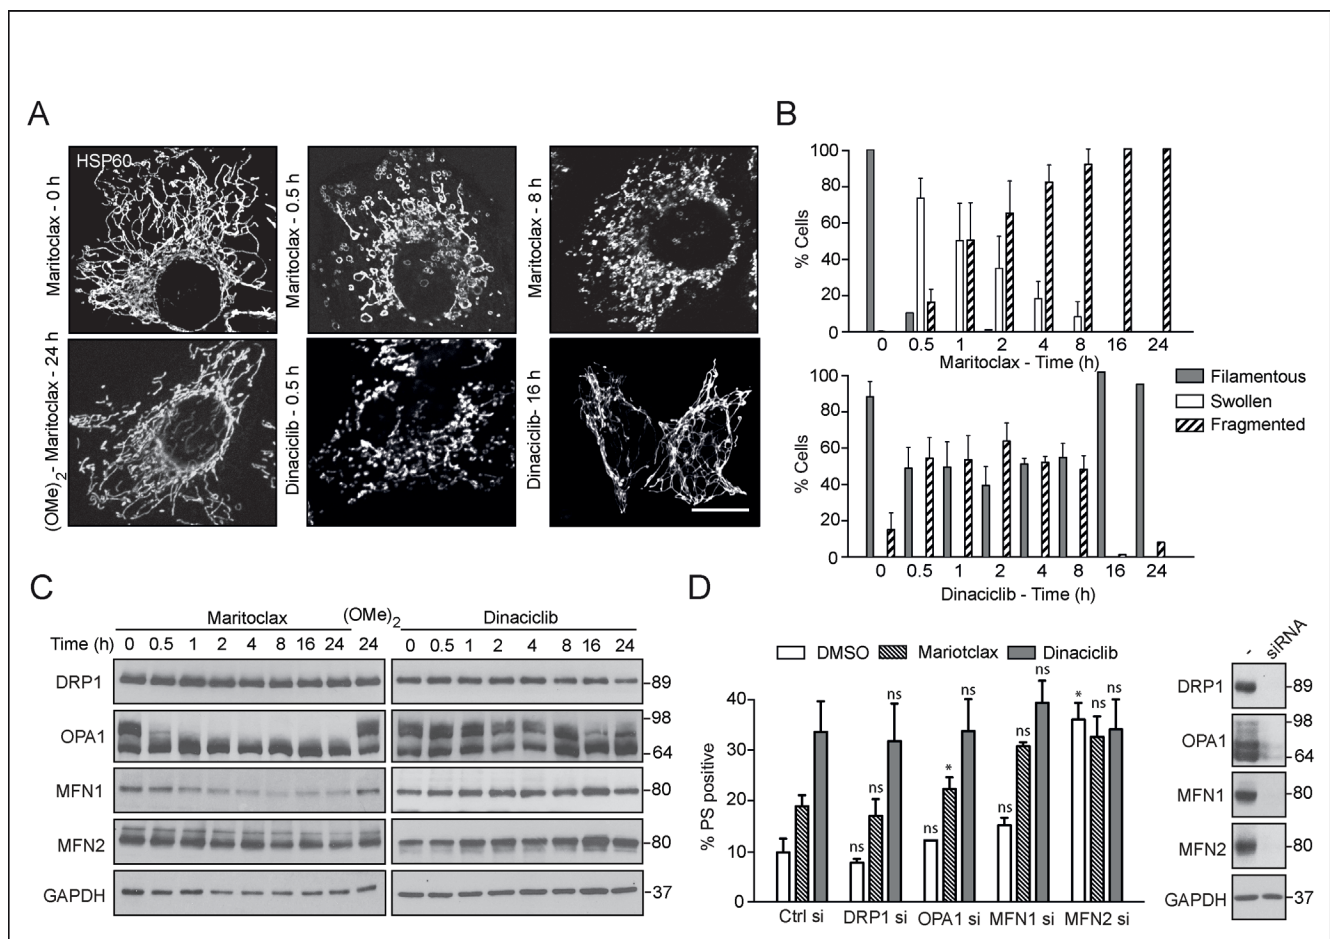 A
HSP60
Maritoclax - 0 h
Maritoclax - 0.5 h
Maritoclax - 8 h
(OMe)2- Maritoclax - 24 h
Dinaciclib - 0.5 h
Dinaciclib- 16 h
B
100
80
60
40
20
0
% Cells
0 0.5 1 2 4 8 16 24
Maritoclax - Time (h)
100
80
60
40
20
0
% Cells
0 0.5 1 2 4 8 16 24
Dinaciclib - Time (h)
Filamentous
Swollen
Fragmented
C
Maritoclax (OMe)2 Dinaciclib
Time (h) 0 0.5 1 2 4 8 16 24 24 0 0.5 1 2 4 8 16 24
DRP1 -89
OPA1 -98
-64
MFN1 -80
MFN2 -80
GAPDH -37
D
DMSO Mariotclax Dinaciclib
40
30
20
10
0
% PS positive
ns ns ns
ns * ns
ns ns ns
* ns ns
Ctrl si DRP1 si OPA1 si MFN1 si MFN2 si
- siRNA
DRP1 -89
OPA1 -98
-64
MFN1 -80
MFN2 -80
GAPDH -37